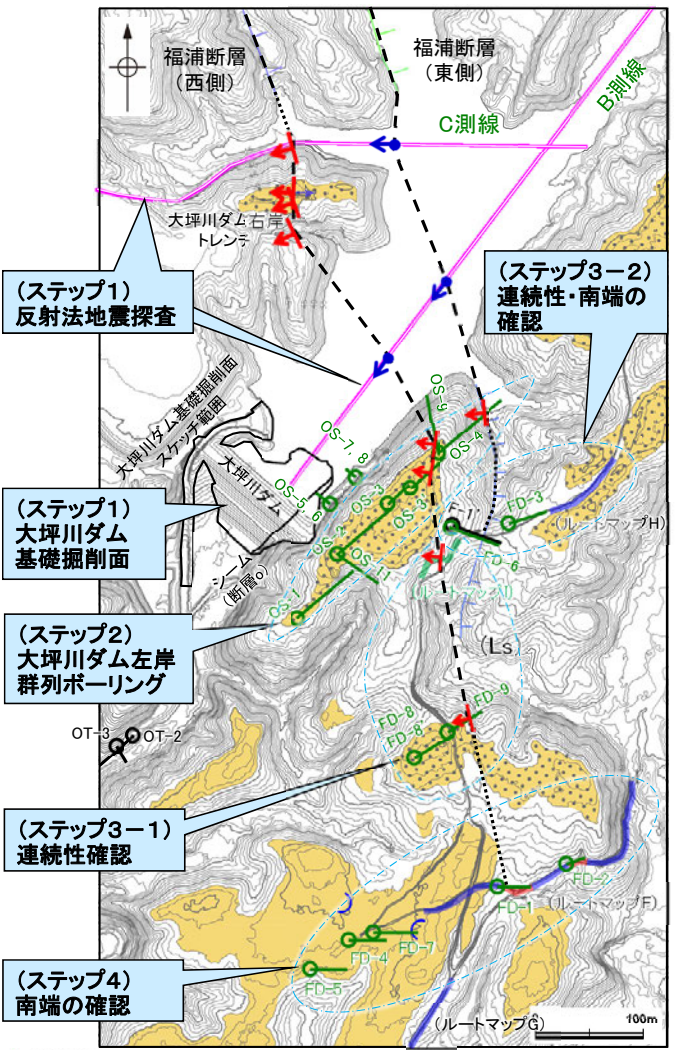 福浦断層
(西側)
福浦断層
(東側)
B測線
C測線
大坪川ダム右岸
トレンチ
(ステップ1)
反射法地震探査
(ステップ3-2)
連続性・南端の
確認
大坪川ダム基礎掘削面
スケッチ範囲
大坪川ダム
OS-9
OS-4
OS-7, 8
OS-5, 6
OS-3
OS-3'
OS-2
OS-11
OS-1
F-1'
FD-3
FD-6
(ルートマップH)
(ステップ1)
大坪川ダム
基礎掘削面
シーム
(断層o)
(ルートマップI)
(ステップ2)
大坪川ダム左岸
群列ボーリング
(Ls
OT-3
OT-2
FD-9
FD-8
FD-8'
(ステップ3-1)
連続性確認
FD-2
FD-1
(ルートマップF)
FD-7
FD-4
FD-5
(ステップ4)
南端の確認
(ルートマップG)
0
100m